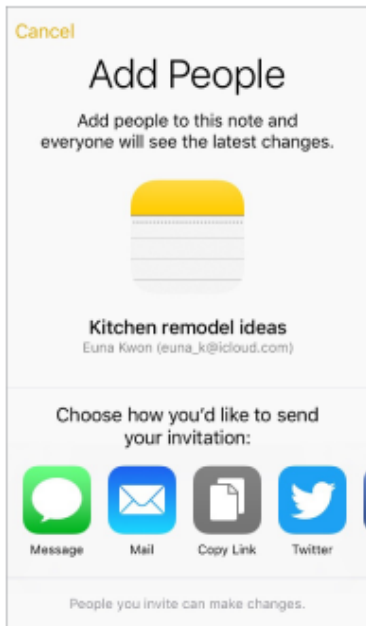 Cancel
Add People
Add people to this note and
everyone will see the latest changes.
Kitchen remodel ideas
Euna Kwon (euna_k@icloud.com)
Choose how you'd like to send
your invitation:
Message Mail Copy Link Twitter
People you invite can make changes.